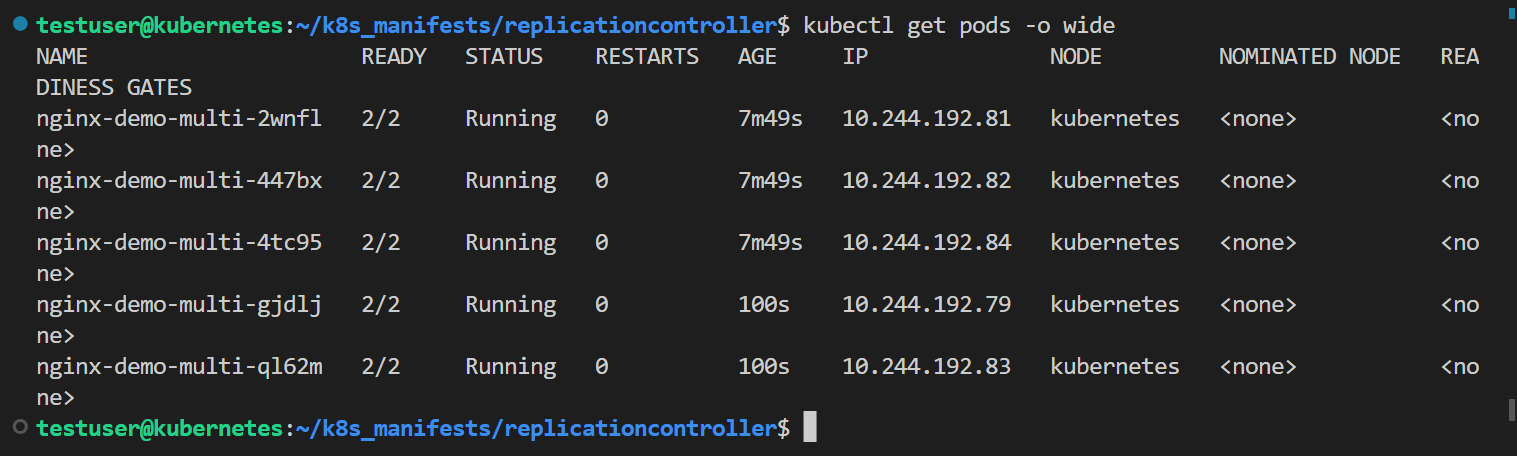 testuser@kubernetes:~/k8s_manifests/replicationcontroller$ kubectl get pods -o wide
NAME READY STATUS RESTARTS AGE IP NODE NOMINATED NODE REA
DINESS GATES
nginx-demo-multi-2wnfl 2/2 Running 0 7m49s 10.244.192.81 kubernetes <none> <no
ne>
nginx-demo-multi-447bx 2/2 Running 0 7m49s 10.244.192.82 kubernetes <none> <no
ne>
nginx-demo-multi-4tc95 2/2 Running 0 7m49s 10.244.192.84 kubernetes <none> <no
ne>
nginx-demo-multi-gjdlj 2/2 Running 0 100s 10.244.192.79 kubernetes <none> <no
ne>
nginx-demo-multi-ql62m 2/2 Running 0 100s 10.244.192.83 kubernetes <none> <no
ne>
testuser@kubernetes:~/k8s_manifests/replicationcontroller$